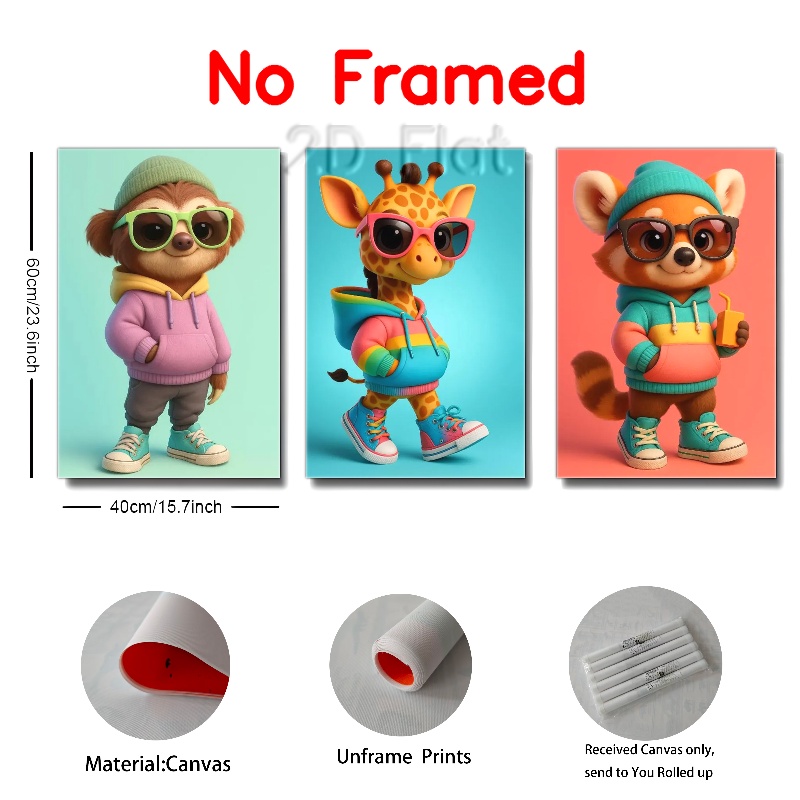 No Framed
2D Flat
60cm/23.6inch
40cm/15.7inch
Material:Canvas
Unframe Prints
Received Canvas only,
send to You Rolled up